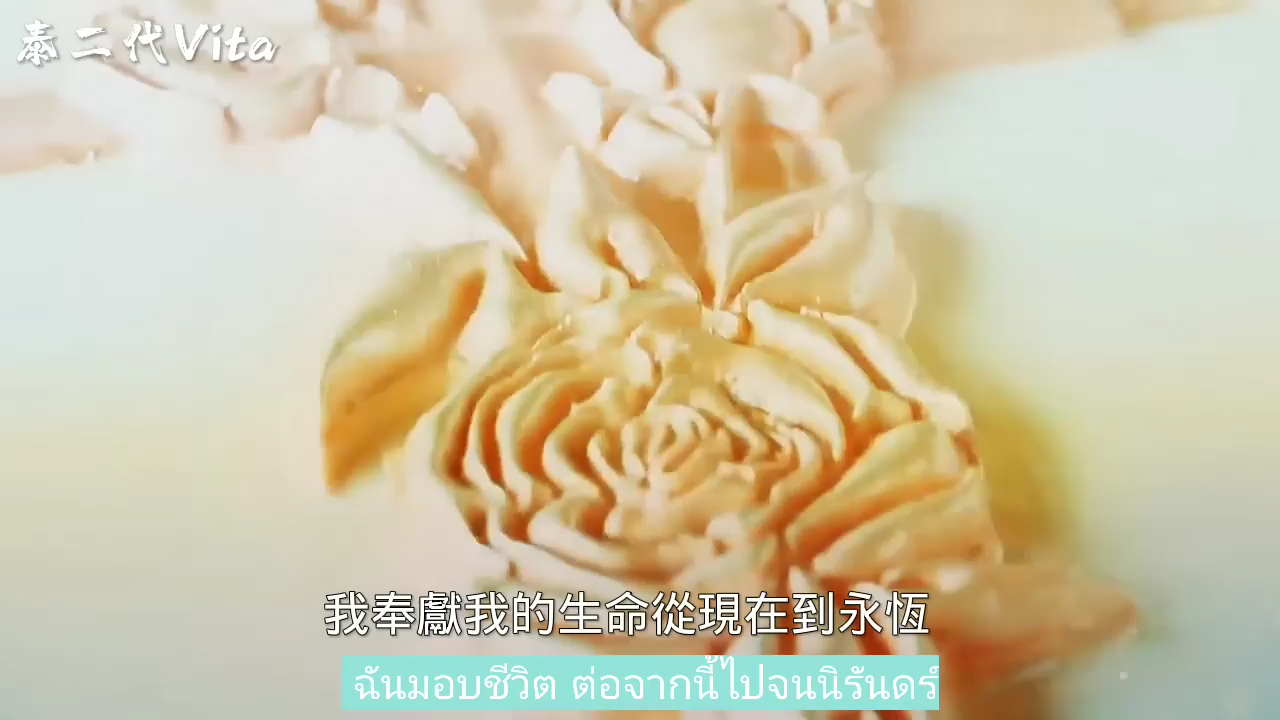 泰二代Vita
我奉獻我的生命從現在到永恆
ฉันมอบชีวิต ต่อจากนี้ไปจนนิรันดร์